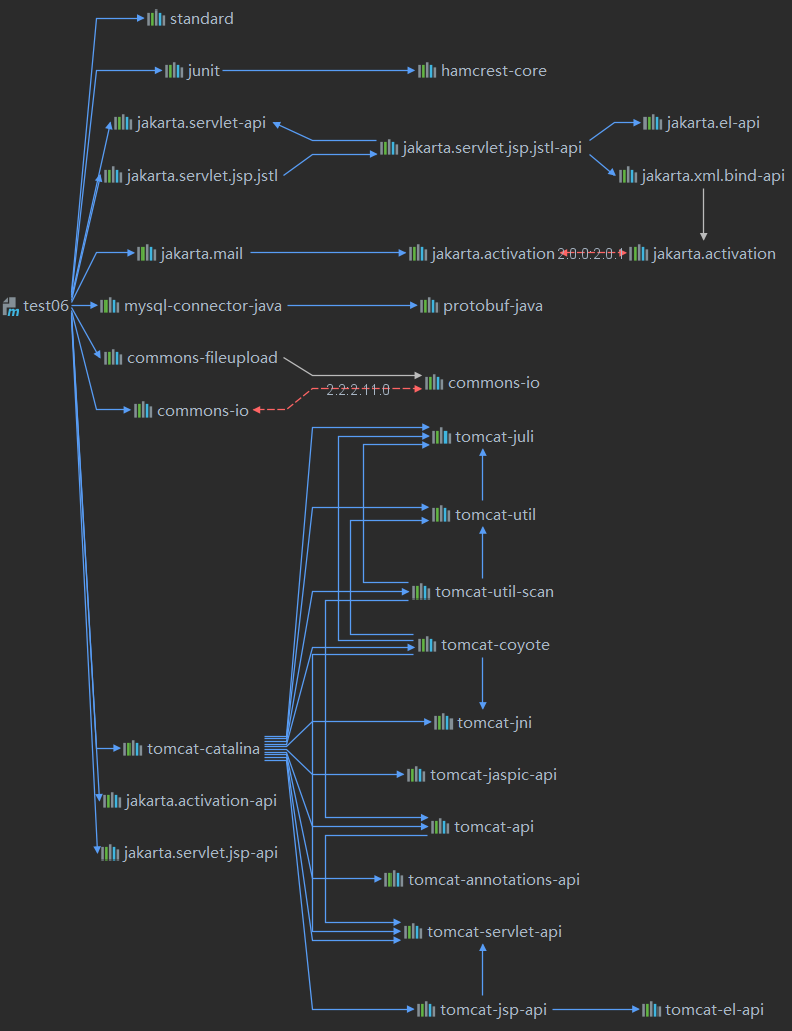 standard
junit
hamcrest-core
jakarta.servlet-api
jakarta.el-api
jakarta.servlet.jsp.jstl-api
jakarta.servlet.jsp.jstl
jakarta.xml.bind-api
jakarta.mail
jakarta.activation
2.0.0:2.0.1
jakarta.activation
test06
mysql-connector-java
protobuf-java
commons-fileupload
commons-io
2.2:2.11.0
commons-io
tomcat-juli
tomcat-util
tomcat-util-scan
tomcat-coyote
tomcat-jni
tomcat-catalina
tomcat-jaspic-api
jakarta.activation-api
tomcat-api
jakarta.servlet.jsp-api
tomcat-annotations-api
tomcat-servlet-api
tomcat-jsp-api
tomcat-el-api